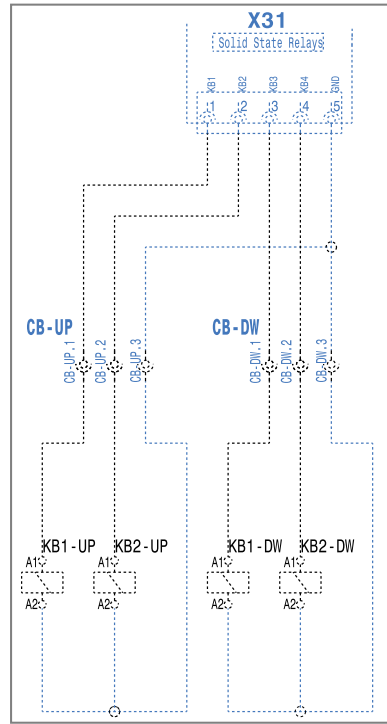 X31
Solid State Relays
KB1 KB2 KB3 KB4 GND
1 2 3 4 5
CB-UP CB-DW
CB-UP.1 CB-UP.2 CB-UP.3 CB-DW.1 CB-DW.2 CB-DW.3
KB1-UP KB2-UP KB1-DW KB2-DW
A1 A1 A1 A1
A2 A2 A2 A2